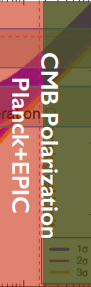 CMB Polarization
Planck+EPIC
1σ
2σ
3σ